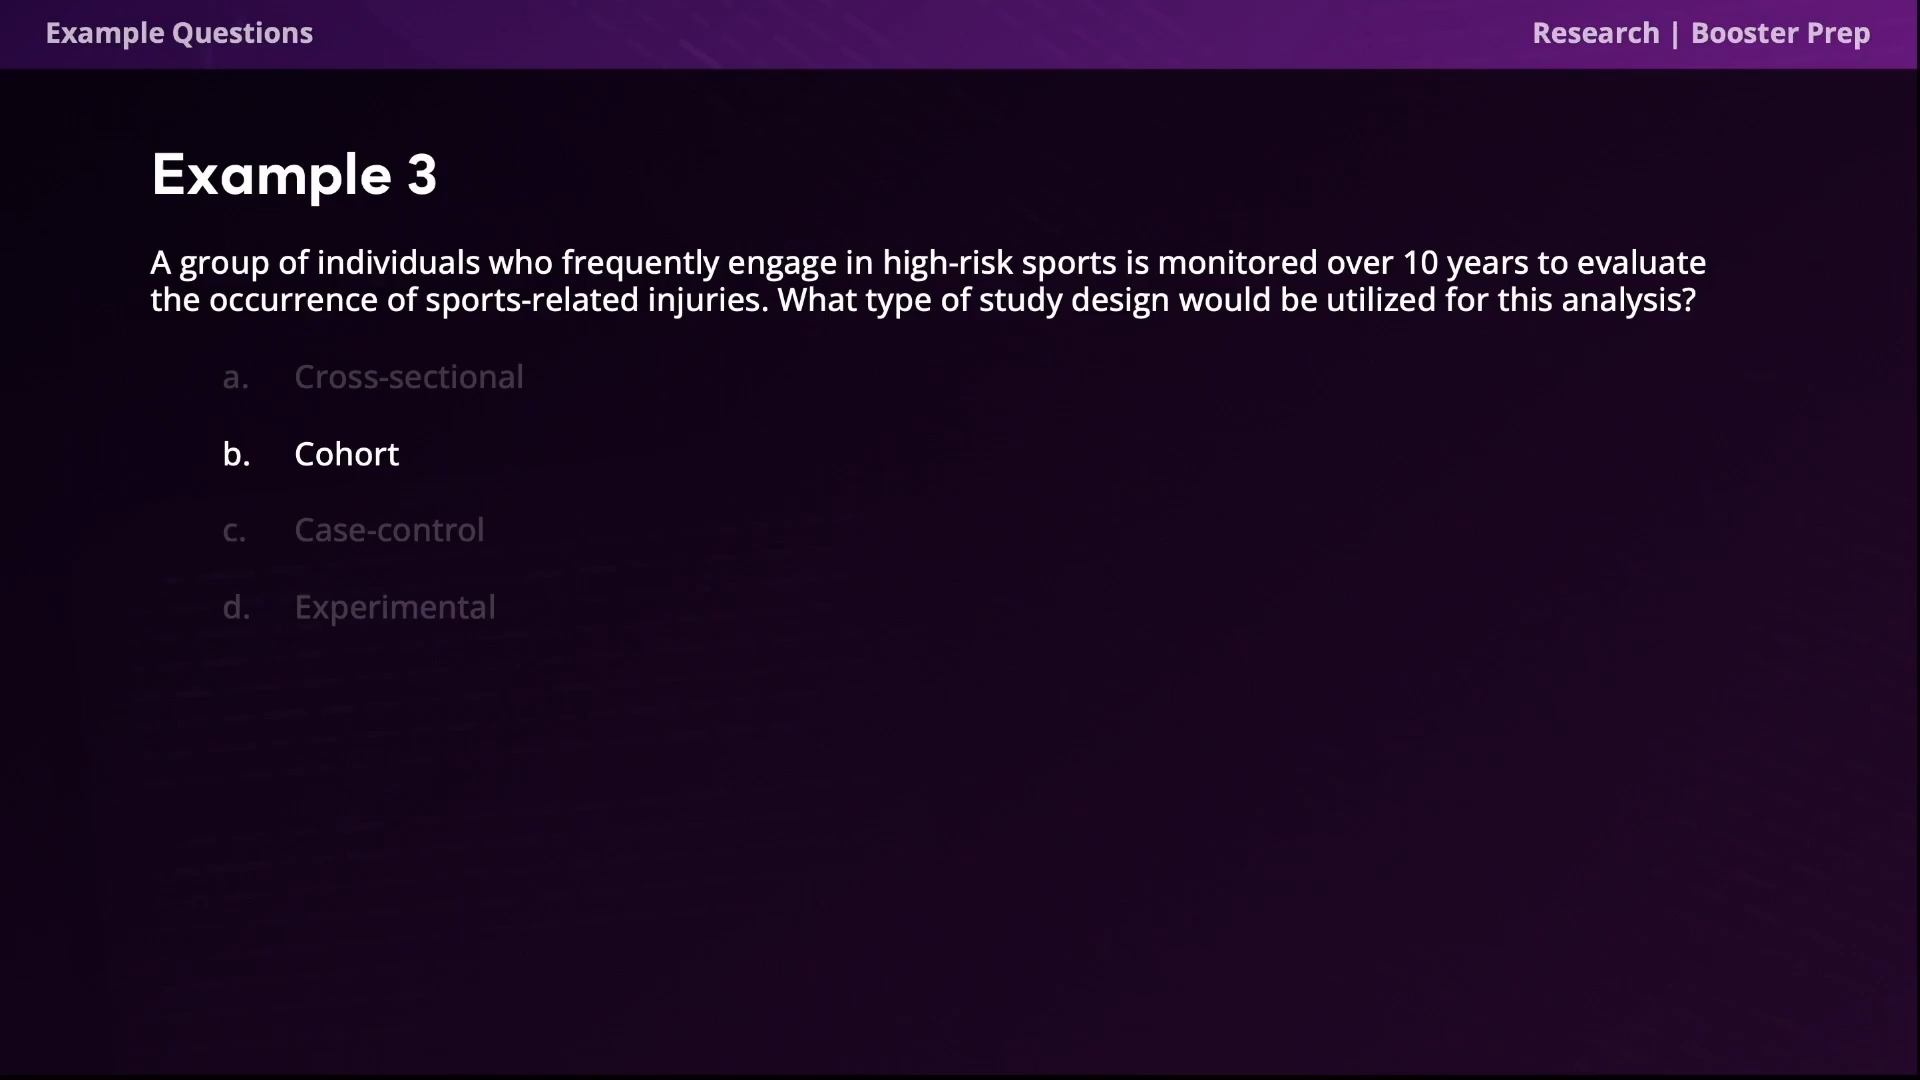 Example Questions
Research | Booster Prep
Example 3
A group of individuals who frequently engage in high-risk sports is monitored over 10 years to evaluate
the occurrence of sports-related injuries. What type of study design would be utilized for this analysis?
a. Cross-sectional
b. Cohort
c. Case-control
d. Experimental